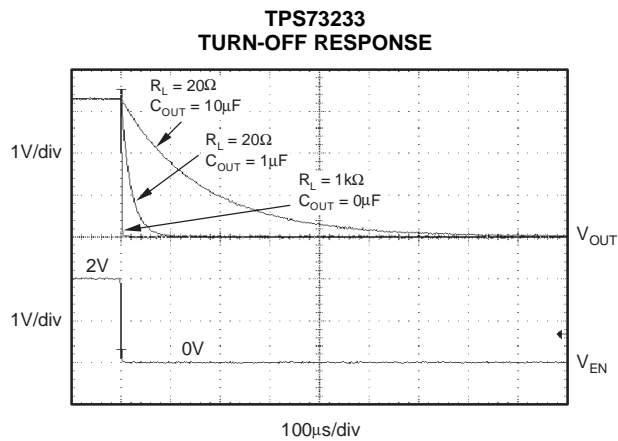 TPS73233
TURN-OFF RESPONSE
R_L = 20Ω
C_OUT = 10μF
1V/div
R_L = 20Ω
C_OUT = 1μF
R_L = 1kΩ
C_OUT = 0μF
V_OUT
2V
1V/div
0V
V_EN
100μs/div